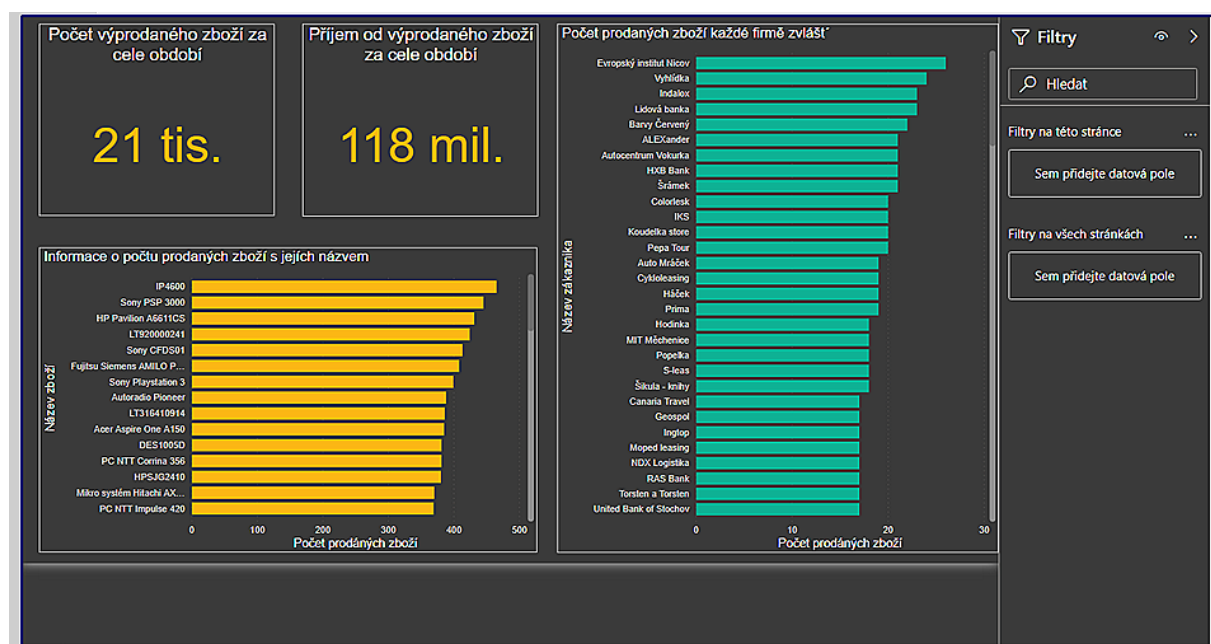 Počet výprodaného zboží za
cele období
21 tis.
Příjem od výprodaného zboží
za cele období
118 mil.
Informace o počtu prodaných zboží s jejích názvem
Název zboží
IP4600
Sony PSP 3000
HP Pavilion A6611CS
LT920000241
Sony CFDS01
Fujitsu Siemens AMILO P...
Sony Playstation 3
Autoradio Pioneer
LT316410914
Acer Aspire One A150
DES1005D
PC NTT Corrina 356
HPSJG2410
Mikro systém Hitachi AX...
PC NTT Impulse 420
0 100 200 300 400 500
Počet prodáných zboží
Počet prodaných zboží každé firmě zvlášť
Název zákazníka
Evropský institut Nicov
Vyhlídka
Indalox
Lidová banka
Barvy Červený
ALEXander
Autocentrum Vokurka
HXB Bank
Šrámek
Colorlesk
IKS
Koudelka store
Pepa Tour
Auto Mráček
Cykloleasing
Háček
Prima
Hodinka
MIT Měchenice
Popelka
S-leas
Šikula - knihy
Canaria Travel
Geospol
Ingtop
Moped leasing
NDX Logistika
RAS Bank
Torsten a Torsten
United Bank of Stochov
0 10 20 30
Počet prodáných zboží
Filtry
Hledat
Filtry na této stránce ...
Sem přidejte datová pole
Filtry na všech stránkách ...
Sem přidejte datová pole